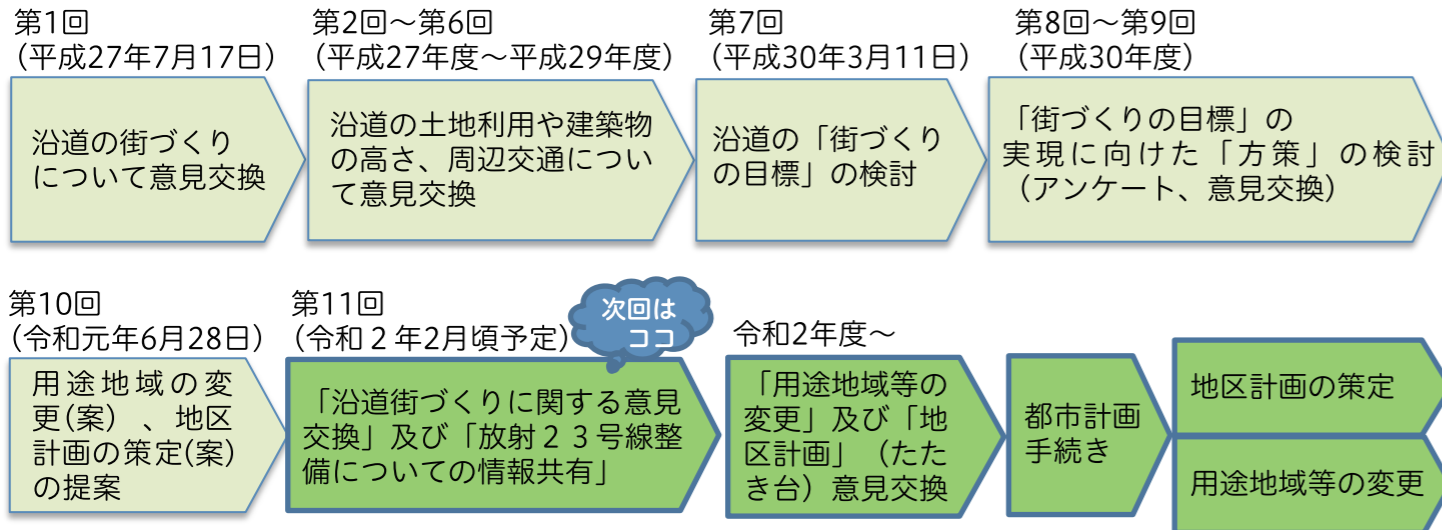 第1回
(平成27年7月17日)
沿道の街づくり
について意見交換
第2回～第6回
(平成27年度～平成29年度)
沿道の土地利用や建築物
の高さ、周辺交通につい
て意見交換
第7回
(平成30年3月11日)
沿道の「街づくり
の目標」の検討
第8回～第9回
(平成30年度)
「街づくりの目標」の
実現に向けた「方策」の検討
（アンケート、意見交換）
第10回
(令和元年6月28日)
用途地域の変
更(案)、地区
計画の策定(案)
の提案
第11回
(令和２年2月頃予定)
次回は
ココ
「沿道街づくりに関する意見
交換」及び「放射２３号線整
備についての情報共有」
令和2年度～
「用途地域等の
変更」及び「地
区計画」（たた
き台）意見交換
都市計画
手続き
地区計画の策定
用途地域等の変更